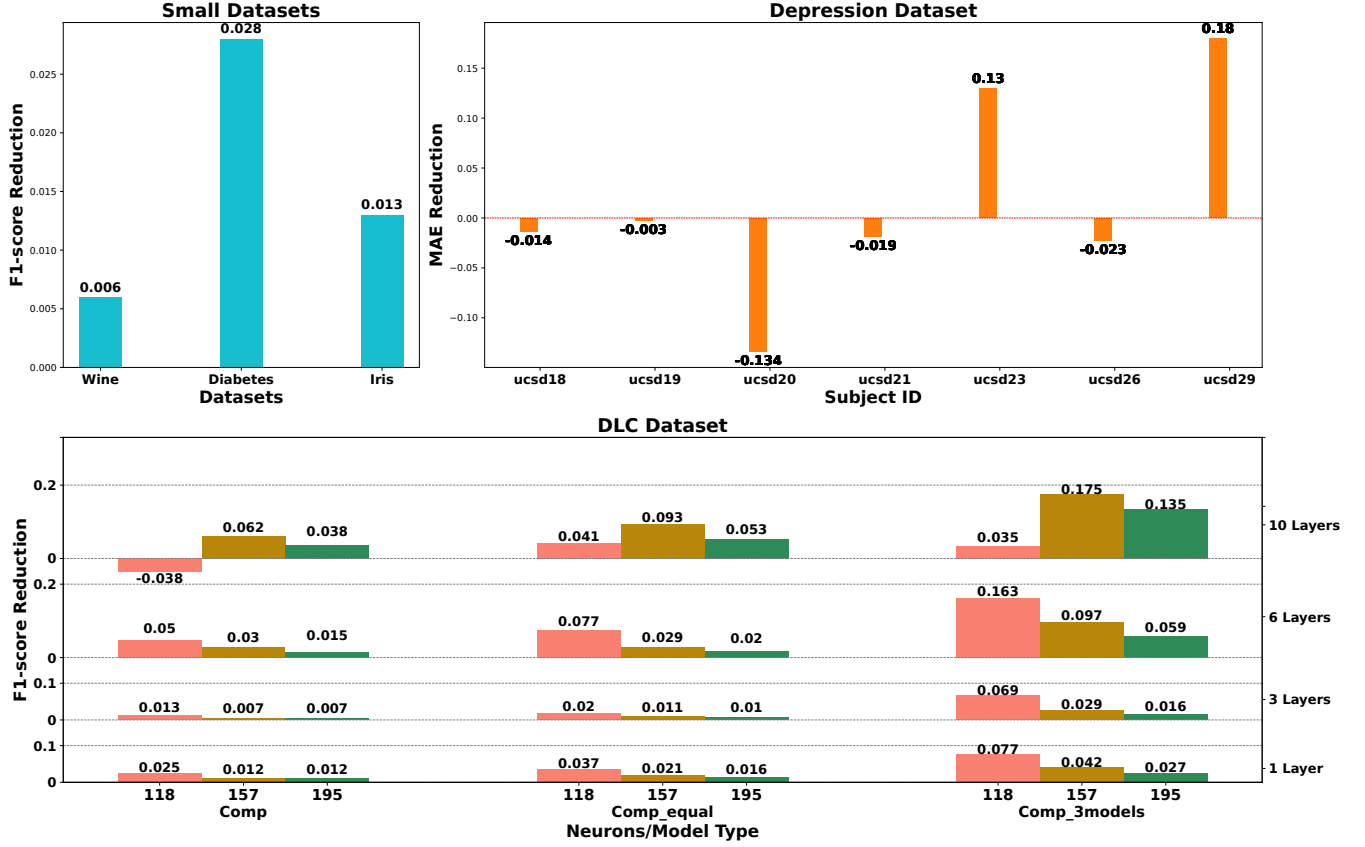 Small Datasets
F1-score Reduction
0.025
0.020
0.015
0.010
0.005
0.000
0.006
0.028
0.013
Wine Diabetes Iris
Datasets
Depression Dataset
MAE Reduction
0.15
0.10
0.05
0.00
−0.05
−0.10
-0.014
-0.003
-0.134
-0.019
0.13
-0.023
0.18
ucsd18 ucsd19 ucsd20 ucsd21 ucsd23 ucsd26 ucsd29
Subject ID
DLC Dataset
F1-score Reduction
0.2
0
-0.038 0.062 0.038 0.041 0.093 0.053 0.035 0.175 0.135
10 Layers
0.2
0
0.05 0.03 0.015 0.077 0.029 0.02 0.163 0.097 0.059
6 Layers
0.1
0
0.013 0.007 0.007 0.02 0.011 0.01 0.069 0.029 0.016
3 Layers
0.1
0
0.025 0.012 0.012 0.037 0.021 0.016 0.077 0.042 0.027
1 Layer
118 157 195 118 157 195 118 157 195
Comp Comp_equal Comp_3models
Neurons/Model Type